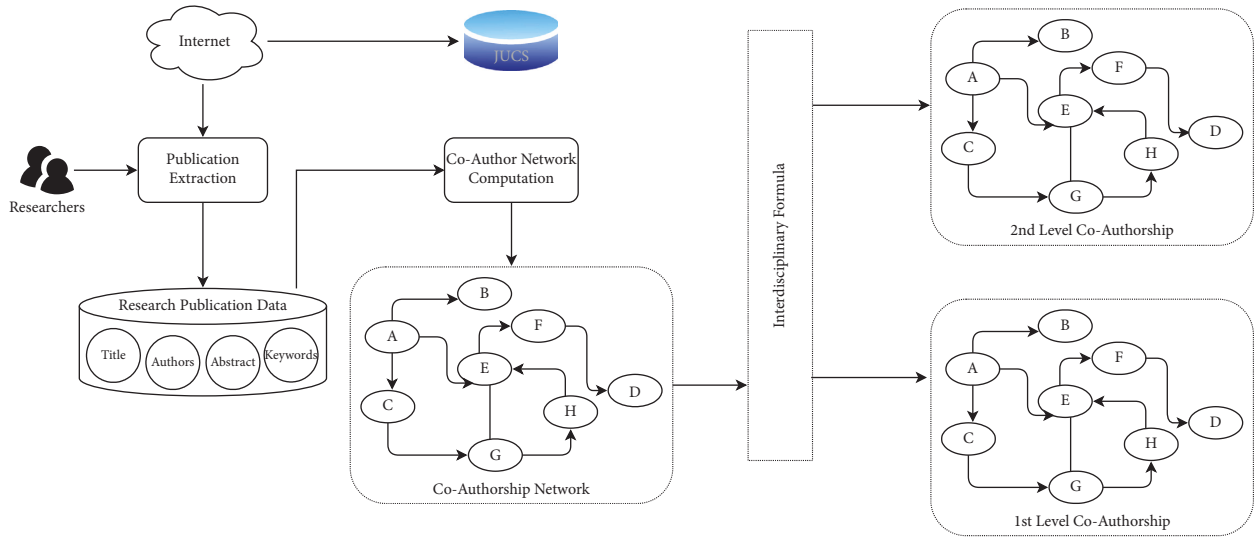 Internet
JUCS
Researchers
Publication
Extraction
Research Publication Data
Title
Authors
Abstract
Keywords
Co-Author Network
Computation
B
A
F
E
D
C
H
G
Co-Authorship Network
Interdisciplinary Formula
B
A
F
E
D
C
H
G
2nd Level Co-Authorship
B
A
F
E
D
C
H
G
1st Level Co-Authorship